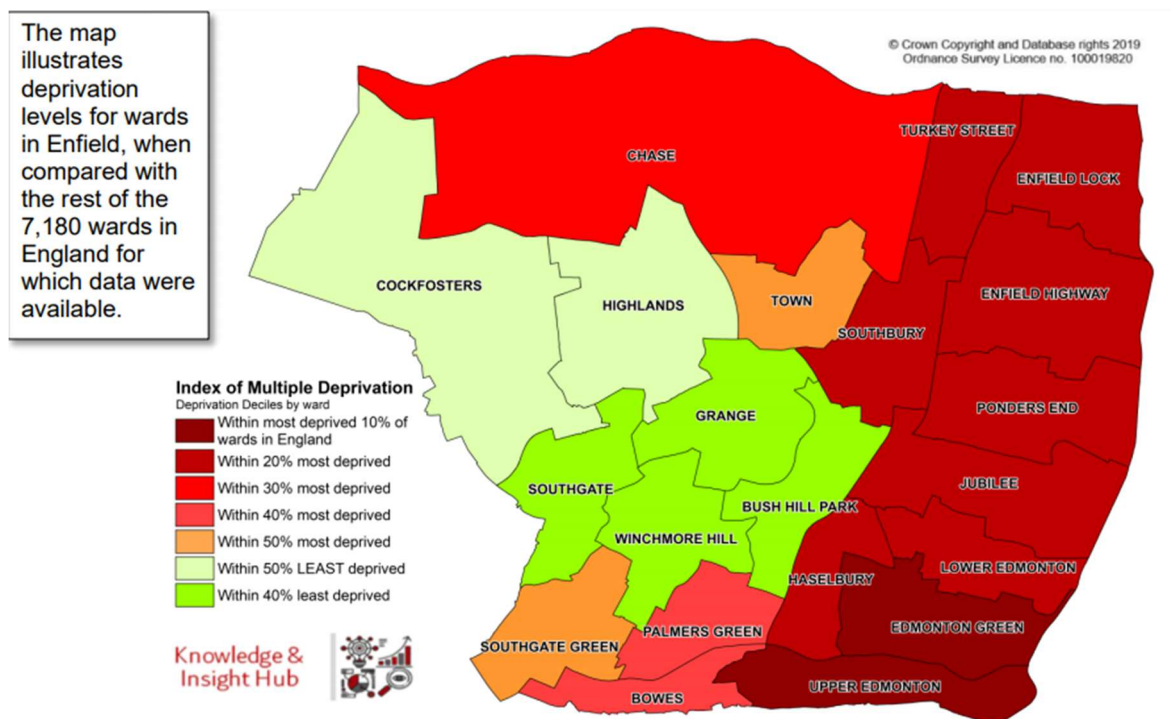 The map
illustrates
deprivation
levels for wards
in Enfield, when
compared with
the rest of the
7,180 wards in
England for
which data were
available.
© Crown Copyright and Database rights 2019
Ordnance Survey Licence no. 100019820
TURKEY STREET
CHASE
ENFIELD LOCK
COCKFOSTERS
HIGHLANDS
TOWN
ENFIELD HIGHWAY
SOUTHBURY
GRANGE
PONDERS END
SOUTHGATE
BUSH HILL PARK
JUBILEE
WINCHMORE HILL
HASELBURY
LOWER EDMONTON
SOUTHGATE GREEN
PALMERS GREEN
EDMONTON GREEN
BOWES
UPPER EDMONTON
Index of Multiple Deprivation
Deprivation Deciles by ward
Within most deprived 10% of
wards in England
Within 20% most deprived
Within 30% most deprived
Within 40% most deprived
Within 50% most deprived
Within 50% LEAST deprived
Within 40% least deprived
Knowledge &
Insight Hub